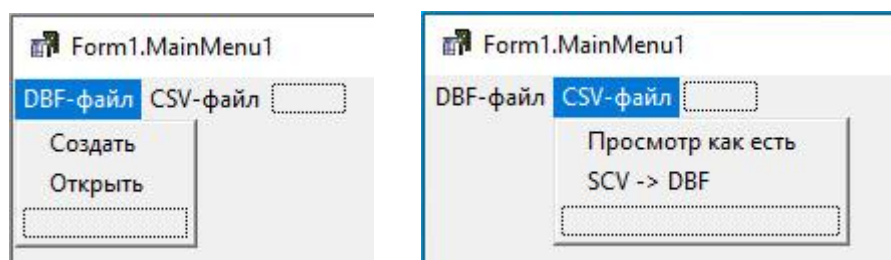 Form1.MainMenu1
DBF-файл CSV-файл
Создать
Открыть
Form1.MainMenu1
DBF-файл CSV-файл
Просмотр как есть
SCV -> DBF